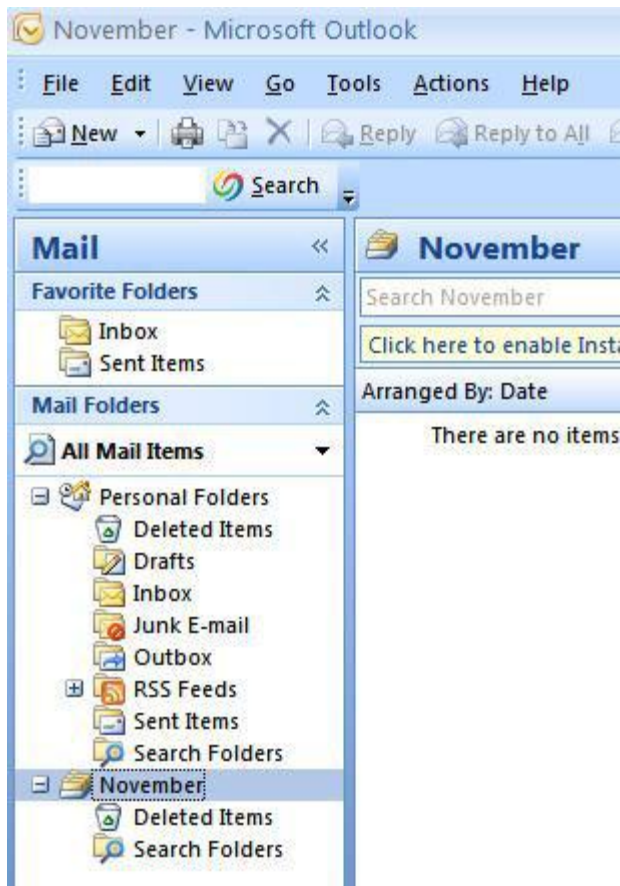 November - Microsoft Outlook
File Edit View Go Tools Actions Help
New Reply Reply to All
Search
Mail
Favorite Folders
Inbox
Sent Items
Mail Folders
All Mail Items
Personal Folders
Deleted Items
Drafts
Inbox
Junk E-mail
Outbox
RSS Feeds
Sent Items
Search Folders
November
Deleted Items
Search Folders
November
Search November
Click here to enable Insta
Arranged By: Date
There are no items